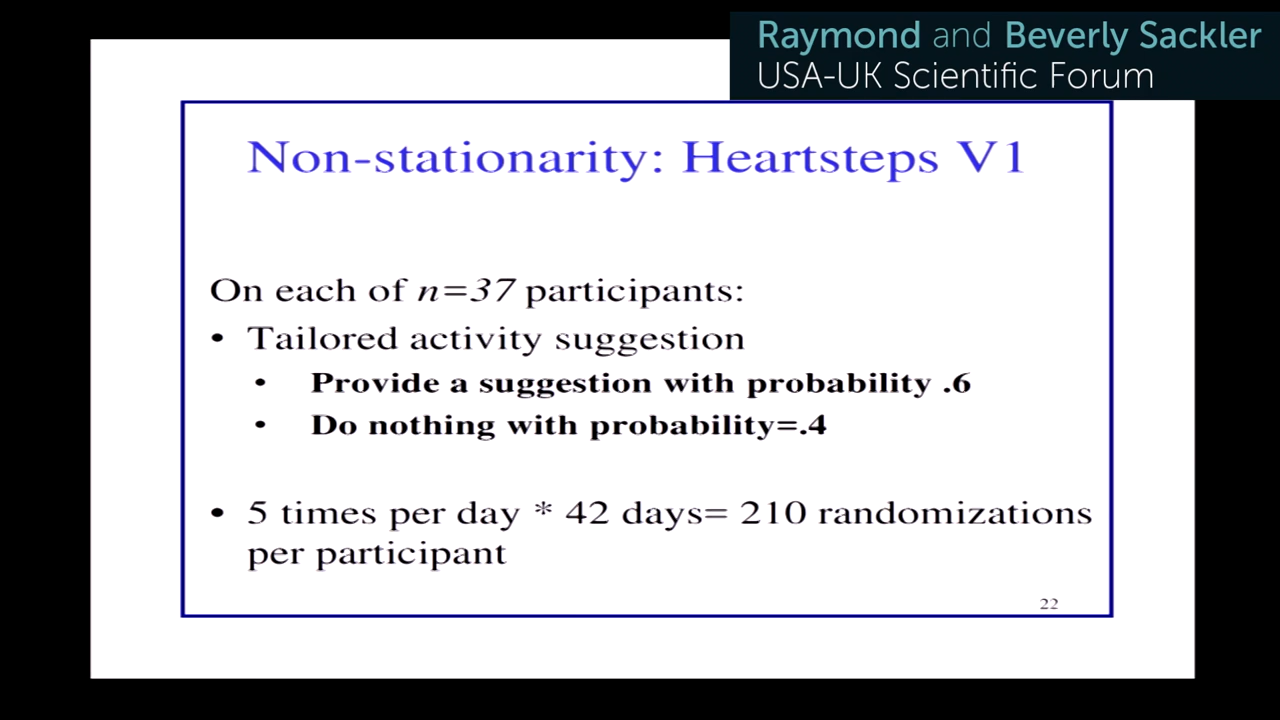 Raymond and Beverly Sackler
USA-UK Scientific Forum
Non-stationarity: Heartsteps V1
On each of n=37 participants:
• Tailored activity suggestion
• Provide a suggestion with probability .6
• Do nothing with probability=.4
• 5 times per day * 42 days= 210 randomizations
per participant
22